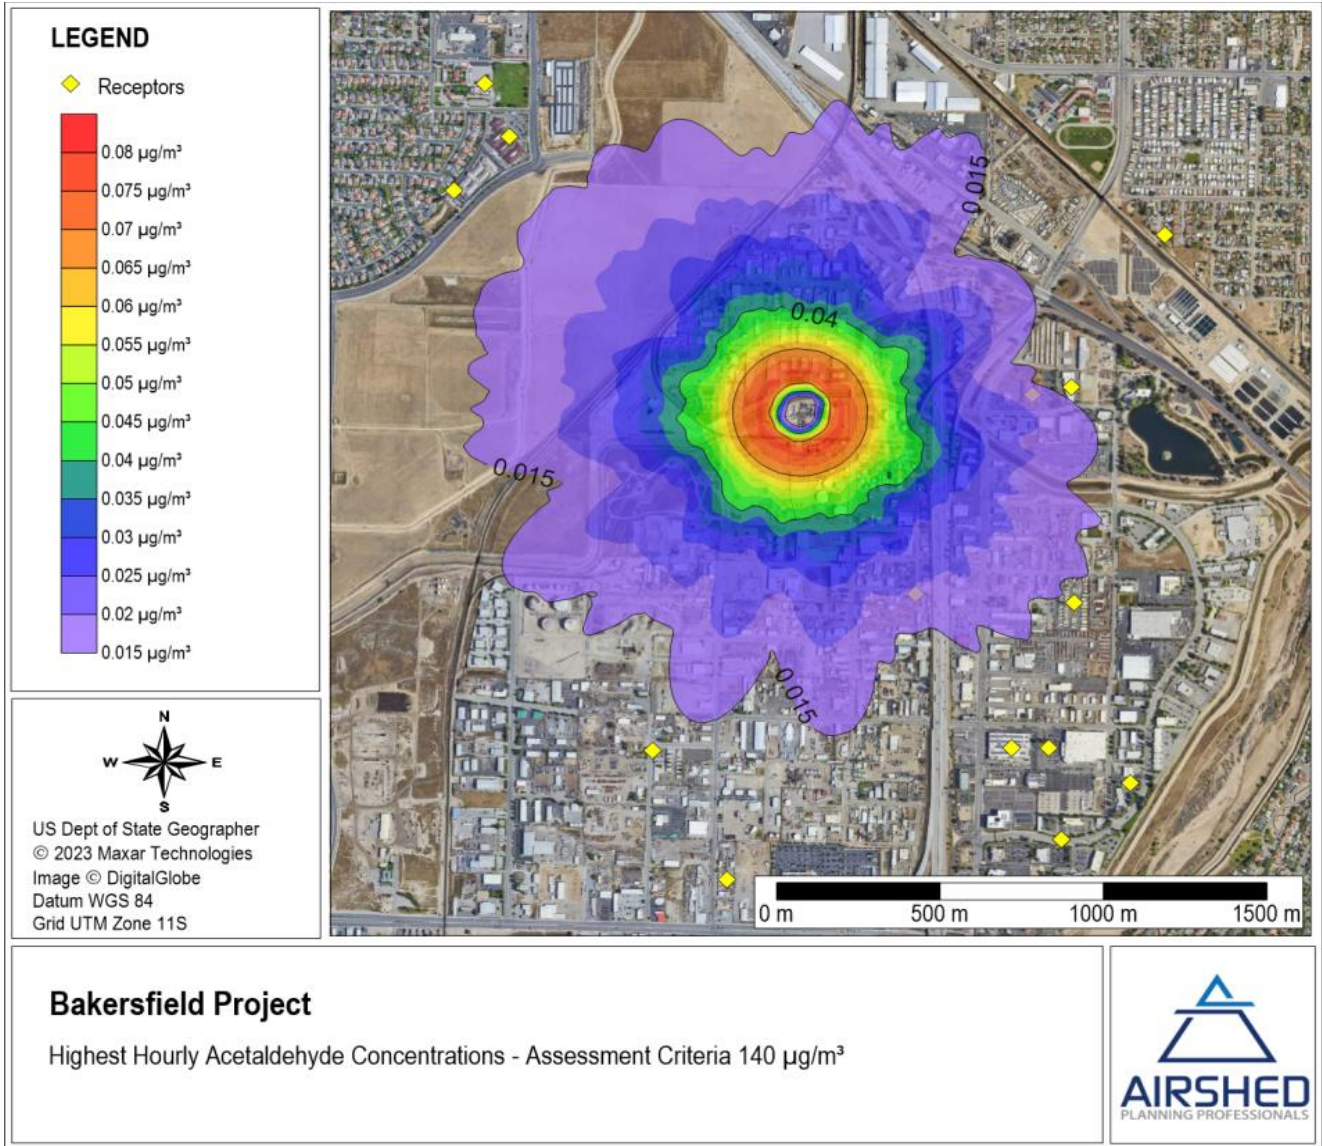 LEGEND
Receptors
0.08 µg/m³
0.075 µg/m³
0.07 µg/m³
0.065 µg/m³
0.06 µg/m³
0.055 µg/m³
0.05 µg/m³
0.045 µg/m³
0.04 µg/m³
0.035 µg/m³
0.03 µg/m³
0.025 µg/m³
0.02 µg/m³
0.015 µg/m³
0.015
0.04
0.015
0.015
N
W E
S
US Dept of State Geographer
© 2023 Maxar Technologies
Image © DigitalGlobe
Datum WGS 84
Grid UTM Zone 11S
0 m 500 m 1000 m 1500 m
Bakersfield Project
Highest Hourly Acetaldehyde Concentrations - Assessment Criteria 140 µg/m³
AIRSHED
PLANNING PROFESSIONALS